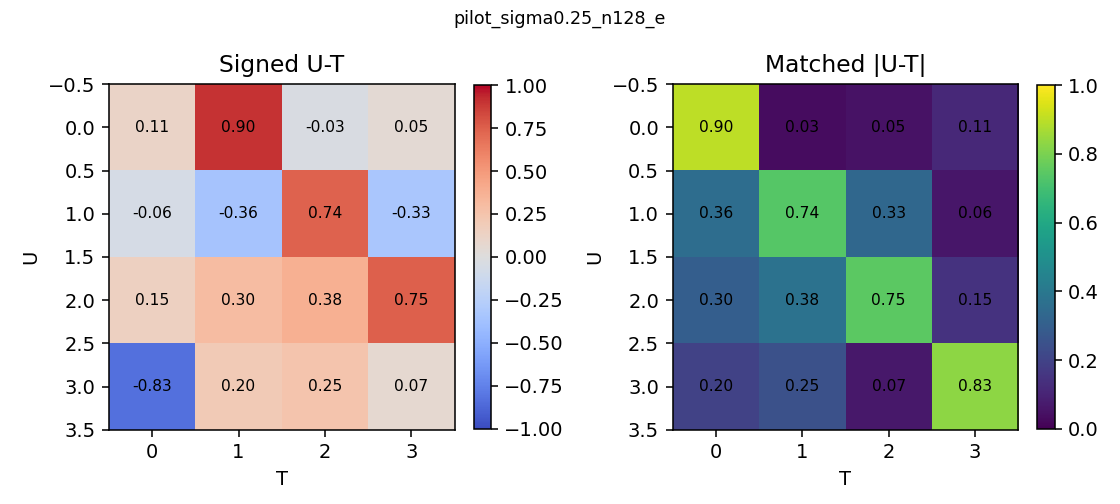 pilot_sigma0.25_n128_e
Signed U-T
Matched |U-T|
−0.5
0.0
0.5
1.0
1.5
2.0
2.5
3.0
3.5
U
0.11 0.90 -0.03 0.05
-0.06 -0.36 0.74 -0.33
0.15 0.30 0.38 0.75
-0.83 0.20 0.25 0.07
0 1 2 3
T
1.00
0.75
0.50
0.25
0.00
−0.25
−0.50
−0.75
−1.00
−0.5
0.0
0.5
1.0
1.5
2.0
2.5
3.0
3.5
U
0.90 0.03 0.05 0.11
0.36 0.74 0.33 0.06
0.30 0.38 0.75 0.15
0.20 0.25 0.07 0.83
0 1 2 3
T
1.0
0.8
0.6
0.4
0.2
0.0